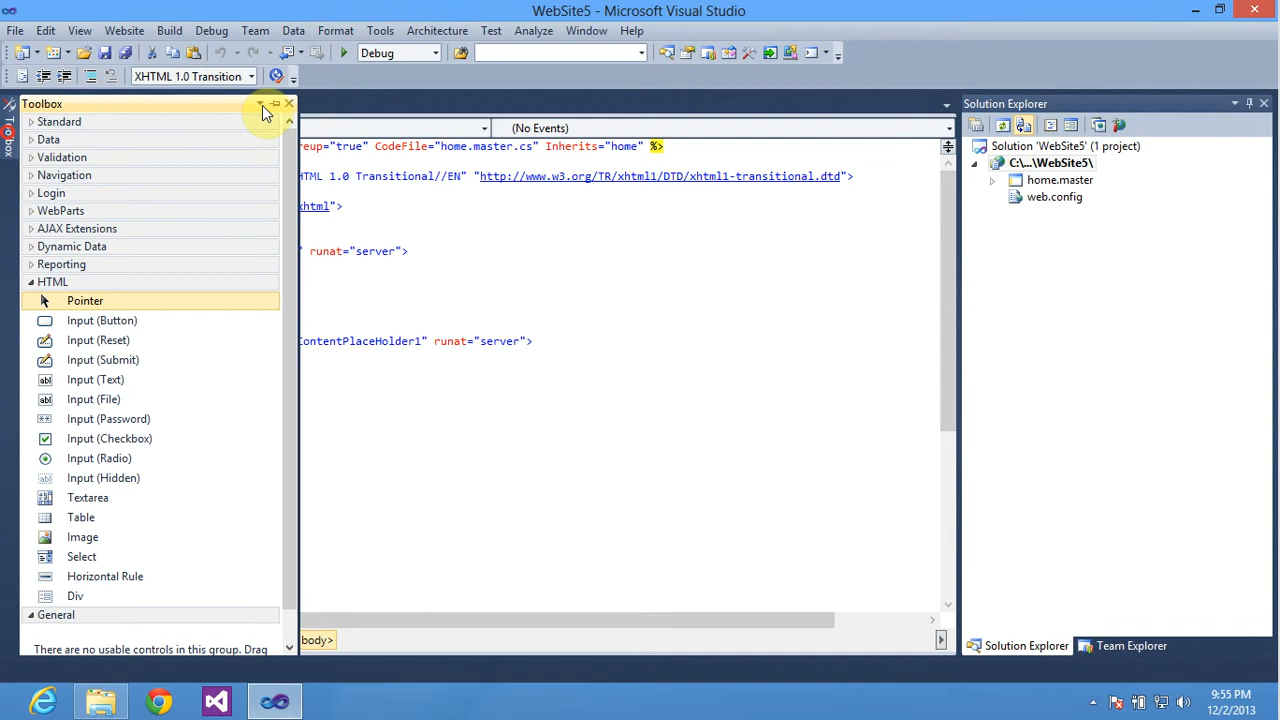 WebSite5 - Microsoft Visual Studio
File Edit View Website Build Debug Team Data Format Tools Architecture Test Analyze Window Help
Debug
XHTML 1.0 Transition
Toolbox
Toolbox
Standard
Data
Validation
Navigation
Login
WebParts
AJAX Extensions
Dynamic Data
Reporting
HTML
Pointer
Input (Button)
Input (Reset)
Input (Submit)
Input (Text)
Input (File)
Input (Password)
Input (Checkbox)
Input (Radio)
Input (Hidden)
Textarea
Table
Image
Select
Horizontal Rule
Div
General
There are no usable controls in this group. Drag
(No Events)
reup="true" CodeFile="home.master.cs" Inherits="home" %>
HTML 1.0 Transitional//EN" "http://www.w3.org/TR/xhtml1/DTD/xhtml1-transitional.dtd">
xhtml">
" runat="server">
ContentPlaceHolder1" runat="server">
body>
Solution Explorer
Solution 'WebSite5' (1 project)
C:\...\WebSite5\
home.master
web.config
Solution Explorer Team Explorer
9:55 PM
12/2/2013